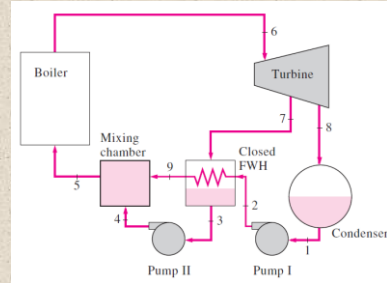 6
Boiler
Turbine
7
8
Mixing
chamber
Closed
FWH
9
5
2
4
3
Condenser
1
Pump II
Pump I